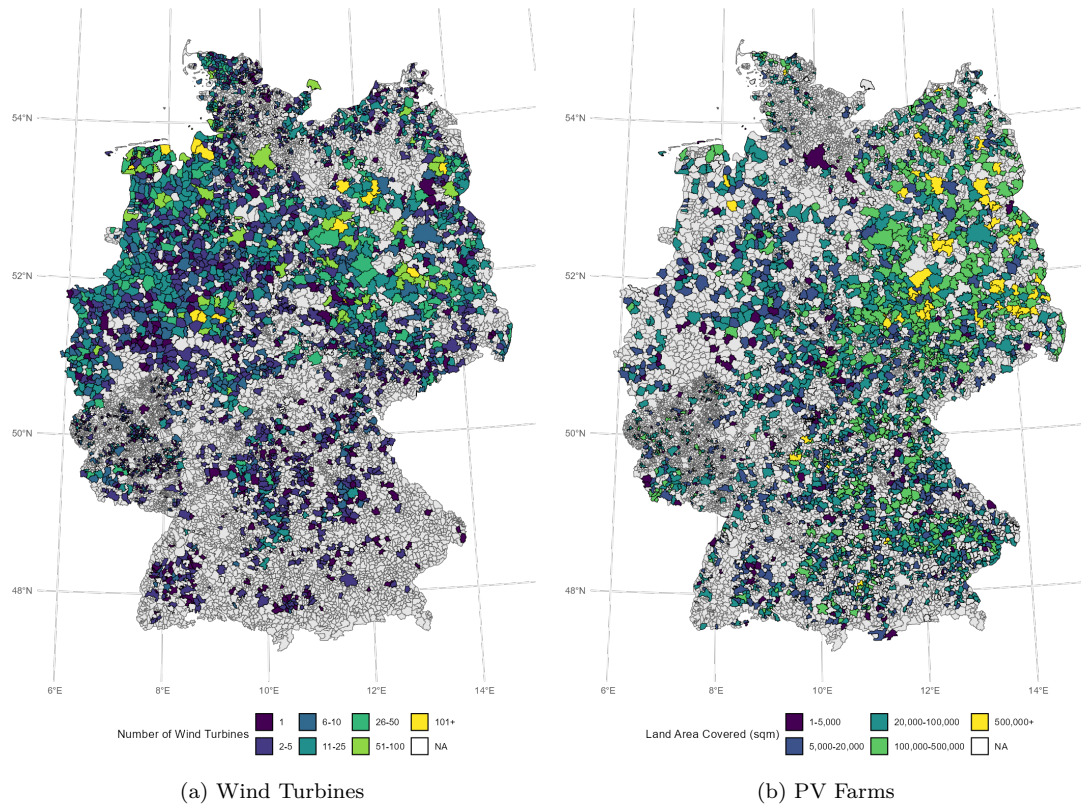 54°N
52°N
50°N
48°N
6°E 8°E 10°E 12°E 14°E
Number of Wind Turbines
1 6-10 26-50 101+
2-5 11-25 51-100 NA
(a) Wind Turbines
54°N
52°N
50°N
48°N
6°E 8°E 10°E 12°E 14°E
Land Area Covered (sqm)
1-5,000 20,000-100,000 500,000+
5,000-20,000 100,000-500,000 NA
(b) PV Farms